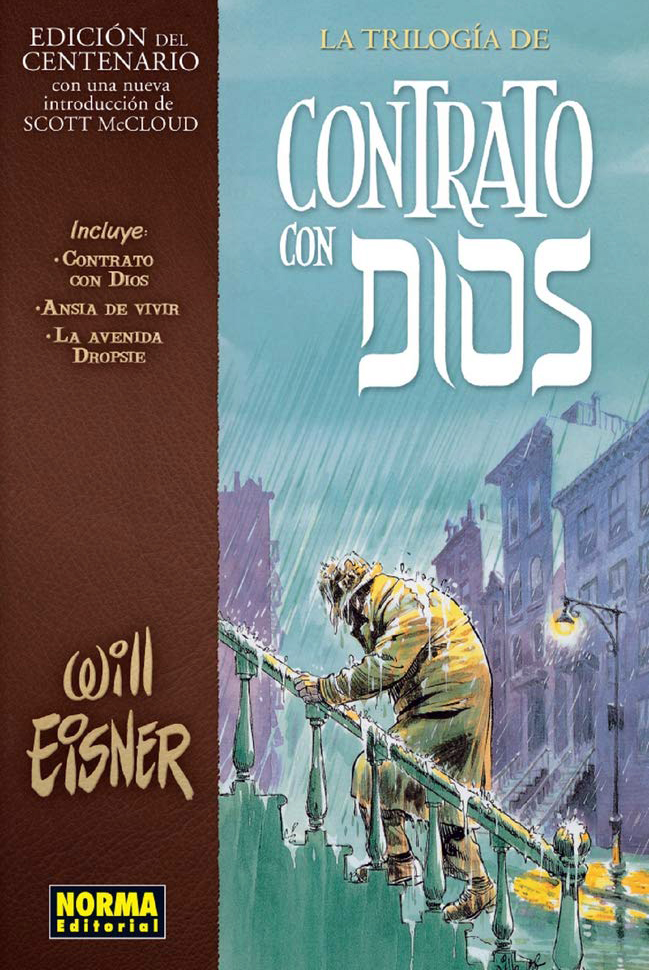 EDICIÓN DEL
CENTENARIO
con una nueva
introducción de
SCOTT McCLOUD
Incluye:
· CONTRATO
CON DIOS
· ANSIA DE VIVIR
· LA AVENIDA
DROPSIE
Will
EISNER
NORMA
Editorial
LA TRILOGÍA DE
CONTRATO
CON DIOS